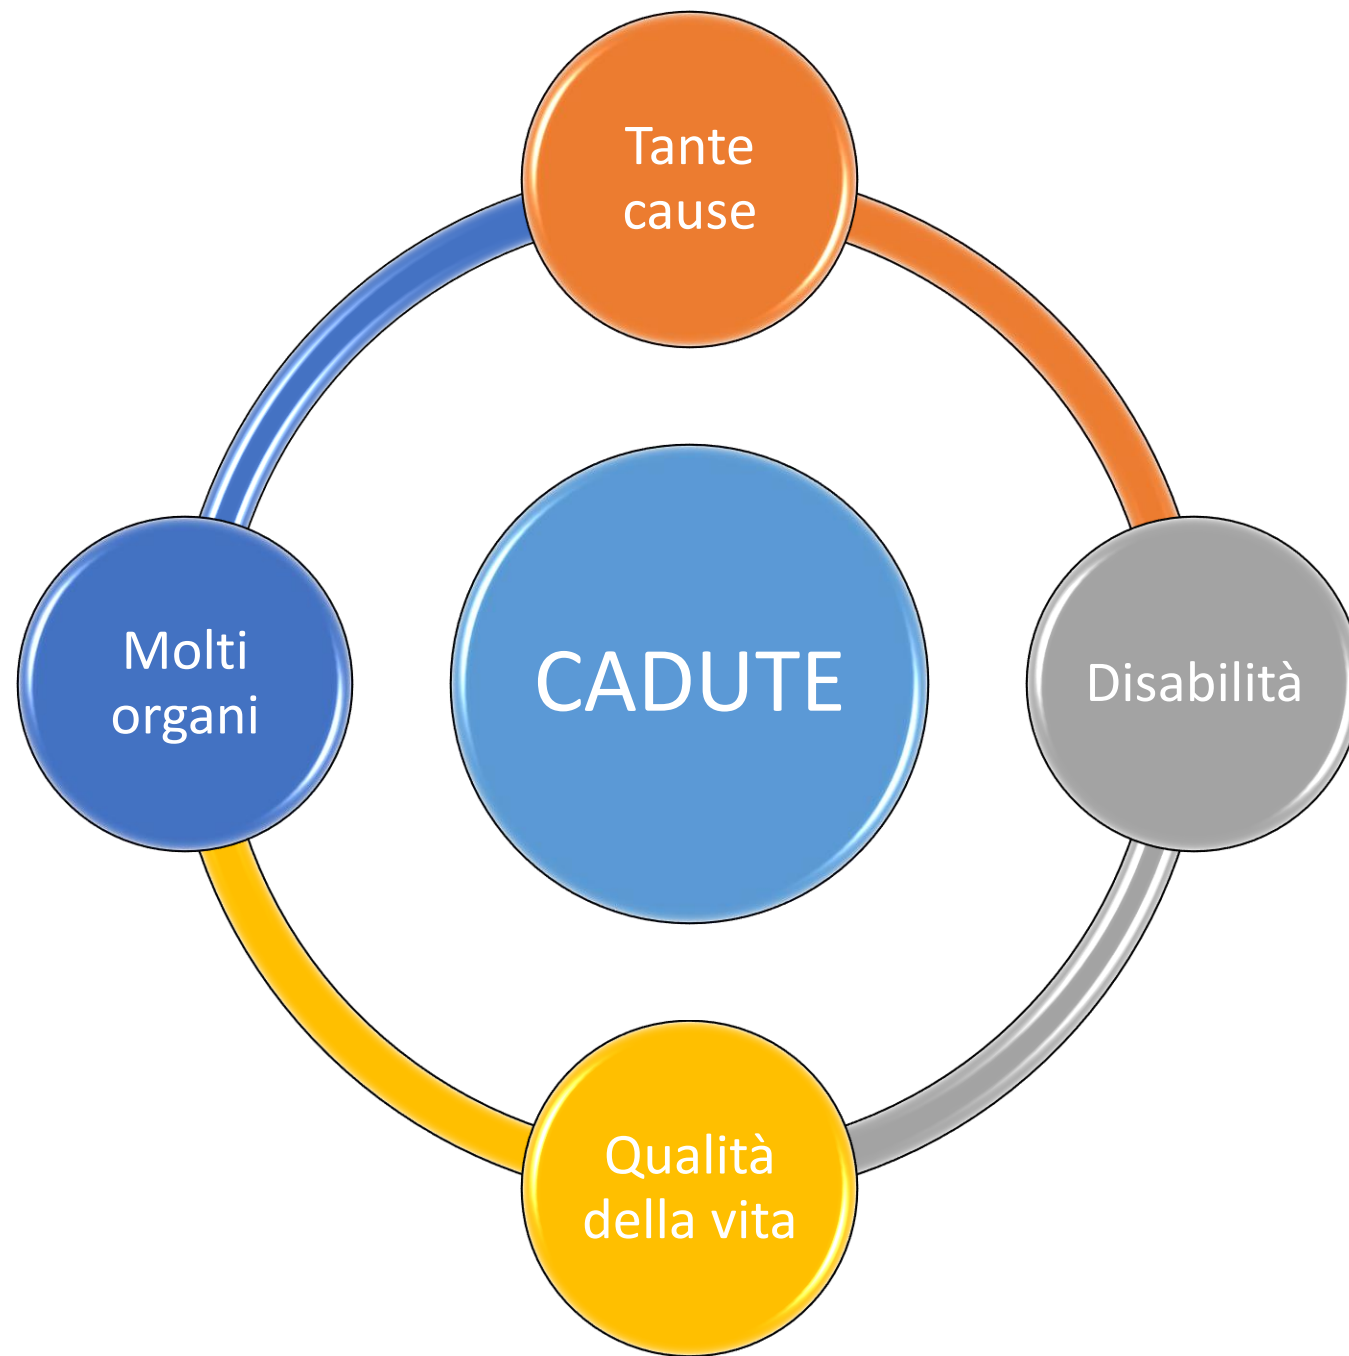 Tante
cause
Molti
organi
CADUTE
Disabilità
Qualità
della vita